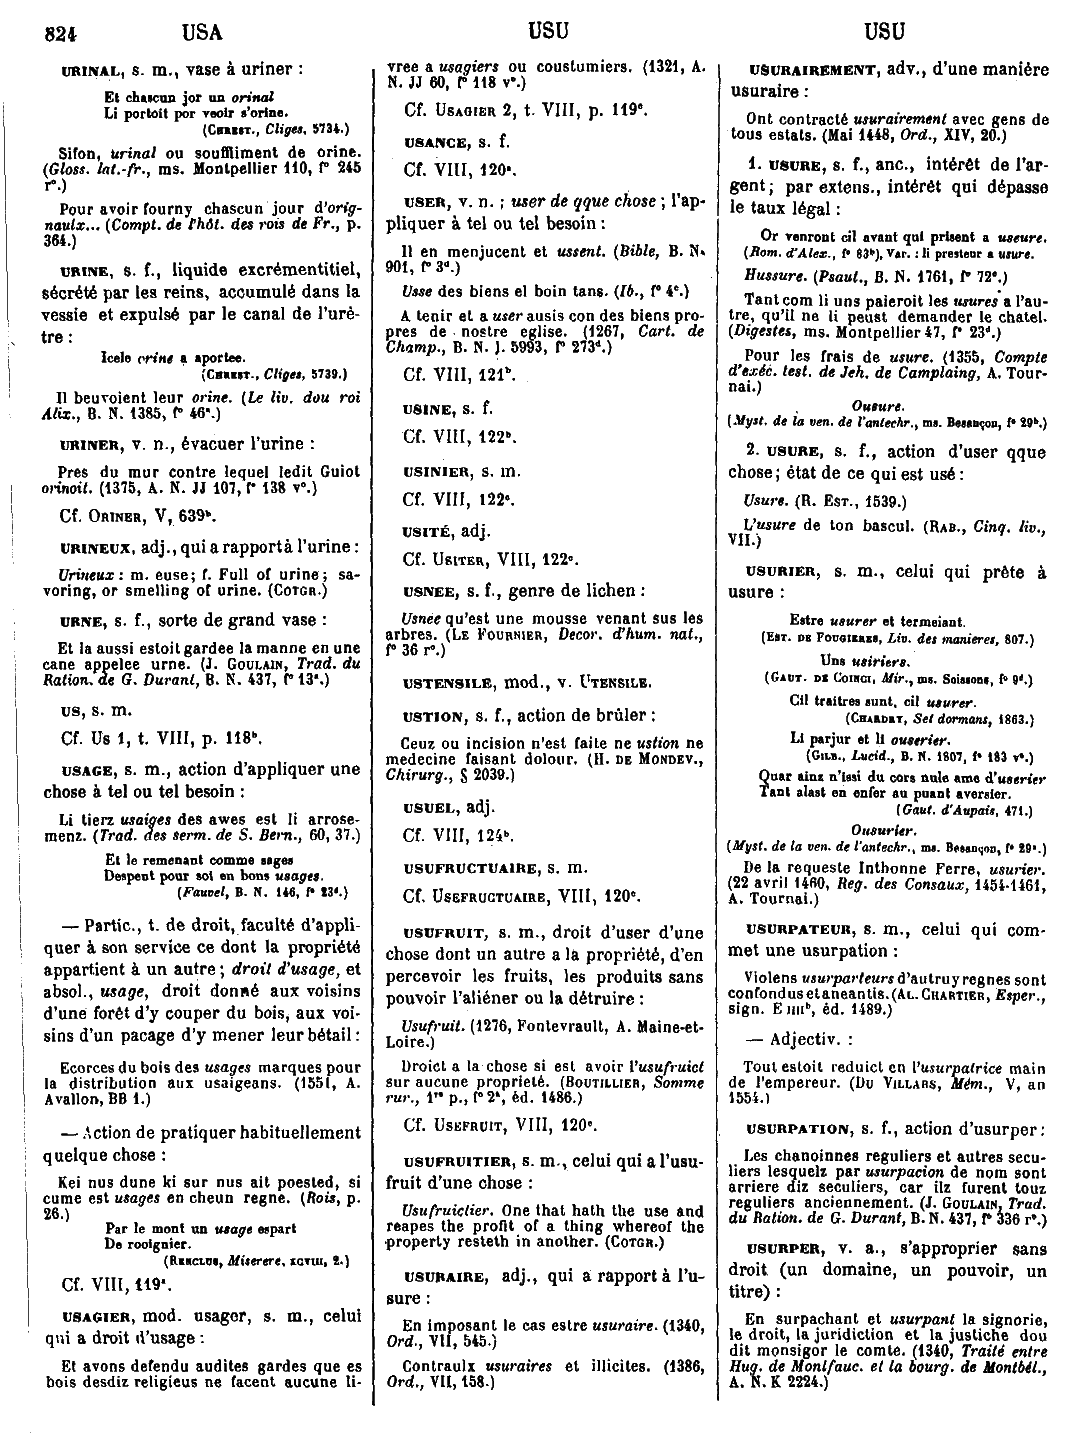 824 USA USU USU
URINAL, s. m., vase à uriner :
Et chascun jor un orinal
Li portoit por veoir s'orine.
(CHREST., Cliges, 5734.)
Sifon, urinal ou souffliment de orine.
(Gloss. lat.-fr., ms. Montpellier 110, f° 245
r°.)
Pour avoir fourny chascun jour d'orig-
naulx... (Compt. de l'hôt. des rois de Fr., p.
364.)
URINE, s. f., liquide excrémentitiel,
sécrété par les reins, accumulé dans la
vessie et expulsé par le canal de l'urè-
tre :
Icele orine a aportee.
(CHREST., Cliges, 5739.)
Il beuvoient leur orine. (Le liv. dou roi
Alix., B. N. 1385, f° 46ª.)
URINER, v. n., évacuer l'urine :
Pres du mur contre lequel ledit Guiot
orinoit. (1375, A. N. JJ 107, f° 138 v°.)
Cf. ORINER, V, 639ᵇ.
URINEUX, adj., qui a rapport à l'urine :
Urineux : m. euse; f. Full of urine; sa-
voring, or smelling of urine. (COTGR.)
URNE, s. f., sorte de grand vase :
Et la aussi estoit gardee la manne en une
cane appelee urne. (J. GOULAIN, Trad. du
Ration. de G. Durant, B. N. 437, f° 13ª.)
US, s. m.
Cf. Us 1, t. VIII, p. 118ᵇ.
USAGE, s. m., action d'appliquer une
chose à tel ou tel besoin :
Li tierz usaiges des awes est li arrose-
menz. (Trad. des serm. de S. Bern., 60, 37.)
Et le remenant comme sages
Despent pour soi en bons usages.
(Fauvel, B. N. 146, f° 23ᵈ.)
— Partic., t. de droit, faculté d'appli-
quer à son service ce dont la propriété
appartient à un autre; droit d'usage, et
absol., usage, droit donné aux voisins
d'une forêt d'y couper du bois, aux voi-
sins d'un pacage d'y mener leur bétail :
Ecorces du bois des usages marques pour
la distribution aux usaigeans. (1551, A.
Avallon, BB 1.)
— Action de pratiquer habituellement
quelque chose :
Kei nus dune ki sur nus ait poested, si
cume est usages en cheun regne. (Rois, p.
26.)
Par le mont un usage espart
De rooignier.
(RENCLUS, Miserere, XCVIII, 2.)
Cf. VIII, 119ª.
USAGIER, mod. usager, s. m., celui
qui a droit d'usage :
Et avons defendu audites gardes que es
bois desdiz religieus ne facent aucune li-
vree a usagiers ou coustumiers. (1321, A.
N. JJ 60, f° 118 v°.)
Cf. USAGIER 2, t. VIII, p. 119ᶜ.
USANCE, s. f.
Cf. VIII, 120ª.
USER, v. n. ; user de qque chose ; l'ap-
pliquer à tel ou tel besoin :
Il en menjucent et ussent. (Bible, B. N.
901, f° 3ᵈ.)
Usse des biens el boin tans. (Ib., f° 4ᶜ.)
A tenir et a user ausis con des biens pro-
pres de nostre eglise. (1267, Cart. de
Champ., B. N. l. 5993, f° 273ᵈ.)
Cf. VIII, 121ᵇ.
USINE, s. f.
Cf. VIII, 122ᵇ.
USINIER, s. m.
Cf. VIII, 122ᶜ.
USITÉ, adj.
Cf. USITER, VIII, 122ᶜ.
USNEE, s. f., genre de lichen :
Usnee qu'est une mousse venant sus les
arbres. (LE FOURNIER, Decor. d'hum. nat.,
f° 36 r°.)
USTENSILE, mod., v. UTENSILE.
USTION, s. f., action de brûler :
Ceuz ou incision n'est faite ne ustion ne
medecine faisant dolour. (H. DE MONDEV.,
Chirurg., § 2039.)
USUEL, adj.
Cf. VIII, 124ᵇ.
USUFRUCTUAIRE, s. m.
Cf. USEFRUCTUAIRE, VIII, 120ᶜ.
USUFRUIT, s. m., droit d'user d'une
chose dont un autre a la propriété, d'en
percevoir les fruits, les produits sans
pouvoir l'aliéner ou la détruire :
Usufruit. (1276, Fontevrault, A. Maine-et-
Loire.)
Droict a la chose si est avoir l'usufruict
sur aucune proprieté. (BOUTILLIER, Somme
rur., 1ʳᵉ p., f° 2ª, éd. 1486.)
Cf. USEFRUIT, VIII, 120ᶜ.
USUFRUITIER, s. m., celui qui a l'usu-
fruit d'une chose :
Usufruictier. One that hath the use and
reapes the profit of a thing whereof the
property resteth in another. (COTGR.)
USURAIRE, adj., qui a rapport à l'u-
sure :
En imposant le cas estre usuraire. (1340,
Ord., VII, 545.)
Contraulx usuraires et illicites. (1386,
Ord., VII, 158.)
USURAIREMENT, adv., d'une manière
usuraire :
Ont contracté usurairement avec gens de
tous estats. (Mai 1448, Ord., XIV, 20.)
1. USURE, s. f., anc., intérêt de l'ar-
gent; par extens., intérêt qui dépasse
le taux légal :
Or venront cil avant qui prisent a useure.
(Rom. d'Alex., f° 83ᵇ), Var. : li presteur a usure.
Hussure. (Psaut., B. N. 1761, f° 72ᶜ.)
Tant com li uns paieroit les usures a l'au-
tre, qu'il ne li peust demander le chatel.
(Digestes, ms. Montpellier 47, f° 23ᵈ.)
Pour les frais de usure. (1355, Compte
d'exéc. test. de Jeh. de Camplaing, A. Tour-
nai.)
Ousure.
(Myst. de la ven. de l'antechr., ms. Besançon, f° 29ᵇ.)
2. USURE, s. f., action d'user qque
chose; état de ce qui est usé :
Usure. (R. EST., 1539.)
L'usure de ton bascul. (RAB., Cinq. liv.,
VII.)
USURIER, s. m., celui qui prête à
usure :
Estre usurer et termeiant.
(EST. DE FOUGIERES, Liv. des manieres, 807.)
Uns usiriers.
(GAUT. DE COINCI, Mir., ms. Soissons, f° 9ᵈ.)
Cil traitres sunt, cil usurer.
(CHARDRY, Set dormans, 1863.)
Li parjur et li ouserier.
(GILB., Lucid., B. N. 1807, f° 183 v°.)
Quar ainz n'issi du cors nule ame d'userier
Tant alast en enfer au puant aversier.
(Gaut. d'Aupais, 471.)
Ousurier.
(Myst. de la ven. de l'antechr., ms. Besançon, f° 29ª.)
De la requeste Inthonne Ferre, usurier.
(22 avril 1460, Reg. des Consaux, 1454-1461,
A. Tournai.)
USURPATEUR, s. m., celui qui com-
met une usurpation :
Violens usurparteurs d'autruy regnes sont
confondus et aneantis. (AL. CHARTIER, Esper.,
sign. E IIIIᵇ, éd. 1489.)
— Adjectiv. :
Tout estoit reduict en l'usurpatrice main
de l'empereur. (DU VILLARS, Mém., V, an
1554.)
USURPATION, s. f., action d'usurper :
Les chanoinnes reguliers et autres secu-
liers lesquelz par usurpacion de nom sont
arriere diz seculiers, car ilz furent touz
reguliers anciennement. (J. GOULAIN, Trad.
du Ration. de G. Durant, B. N. 437, f° 336 r°.)
USURPER, v. a., s'approprier sans
droit (un domaine, un pouvoir, un
titre) :
En surpachant et usurpant la signorie,
le droit, la juridiction et la justiche dou
dit monsigor le comte. (1340, Traité entre
Hug. de Montfauc. et la bourg. de Montbél.,
A. N. K 2224.)